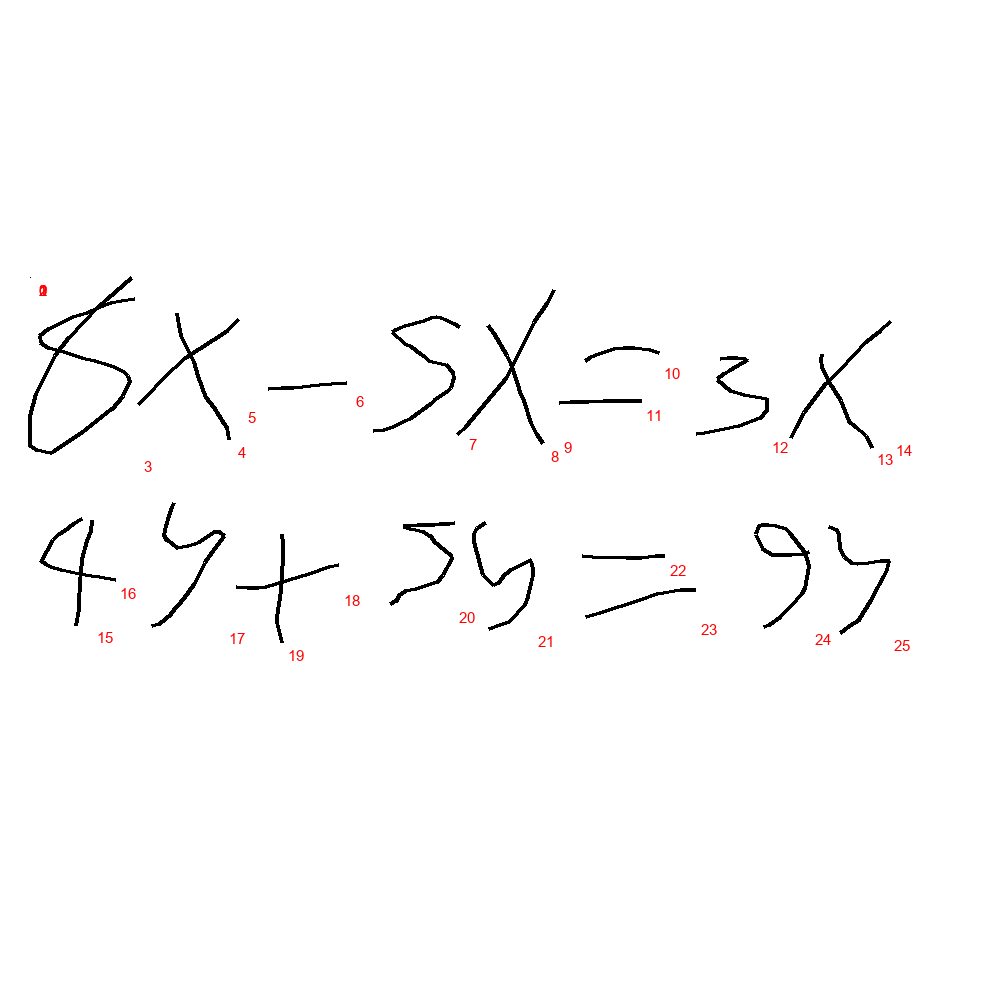 8x - 5x = 3x
4y + 5y = 9y